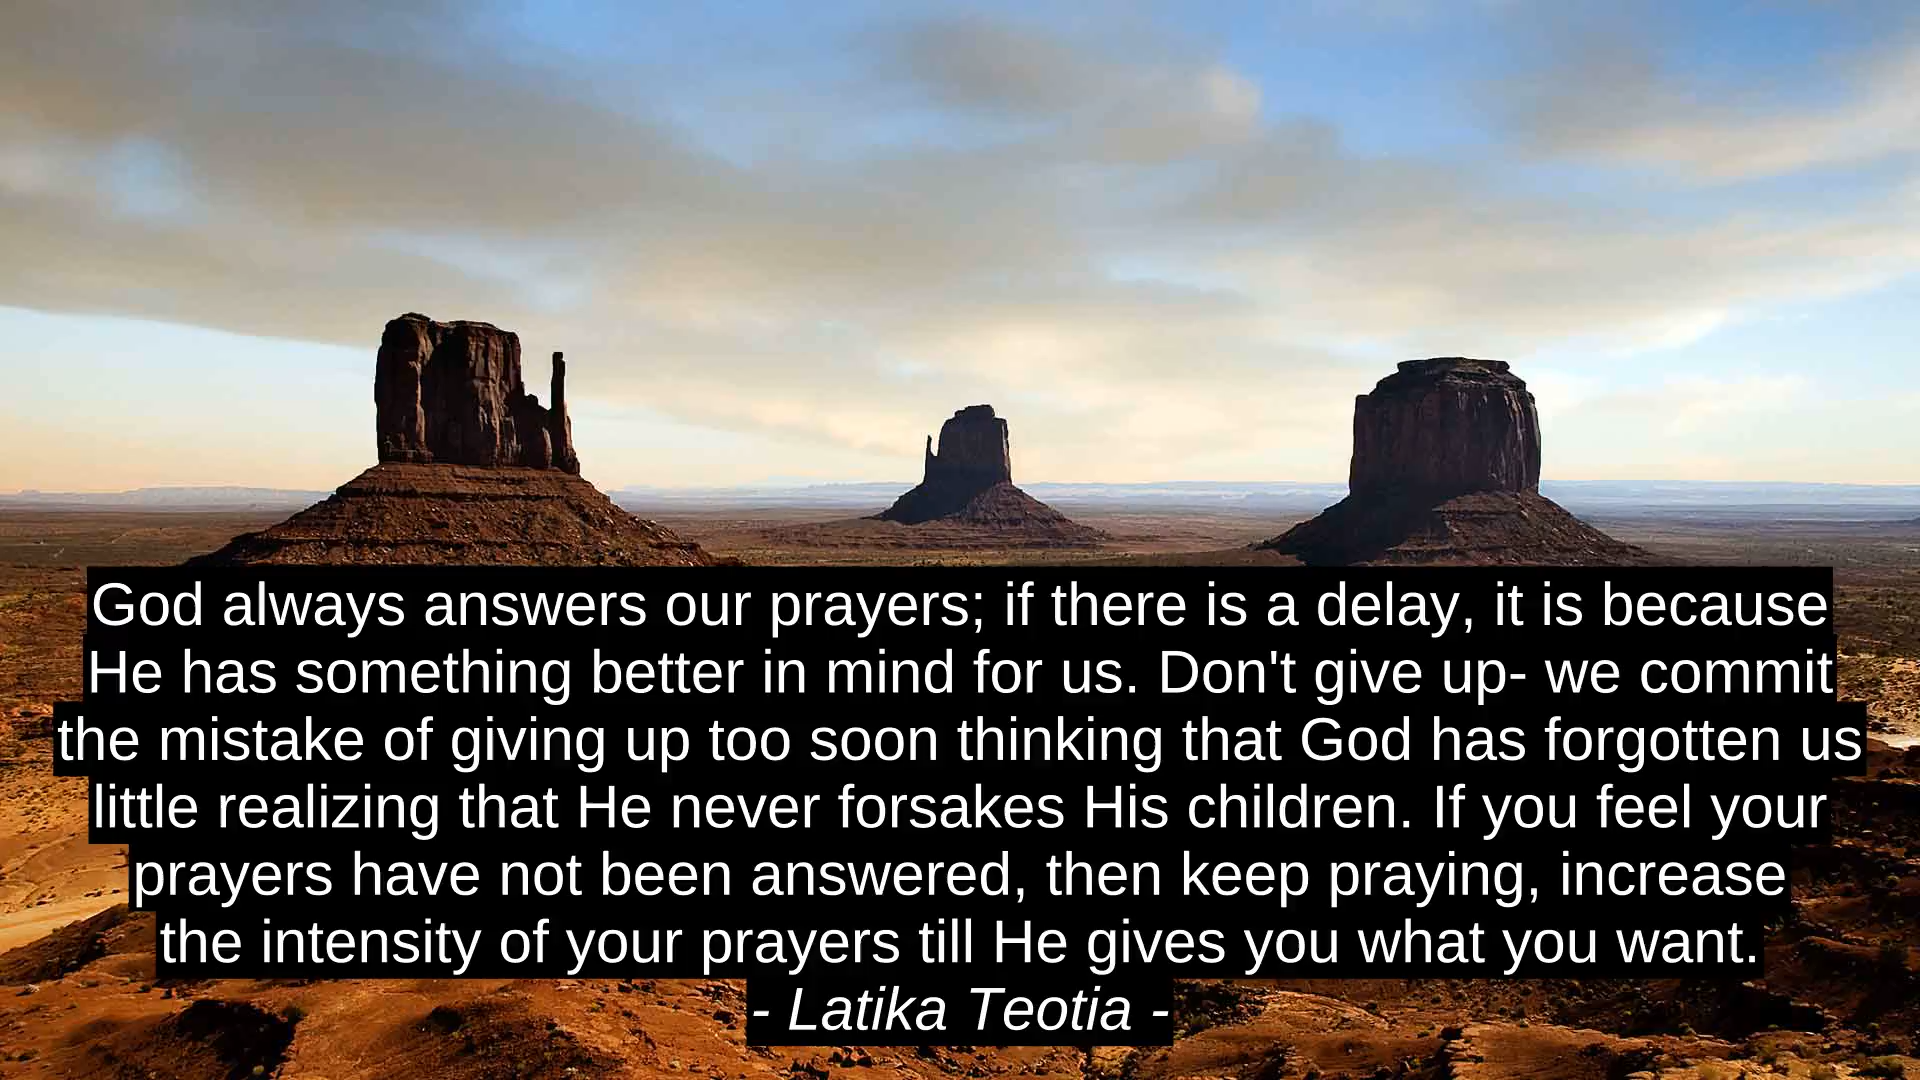 God always answers our prayers; if there is a delay, it is because
He has something better in mind for us. Don't give up- we commit
the mistake of giving up too soon thinking that God has forgotten us
little realizing that He never forsakes His children. If you feel your
prayers have not been answered, then keep praying, increase
the intensity of your prayers till He gives you what you want.
- Latika Teotia -